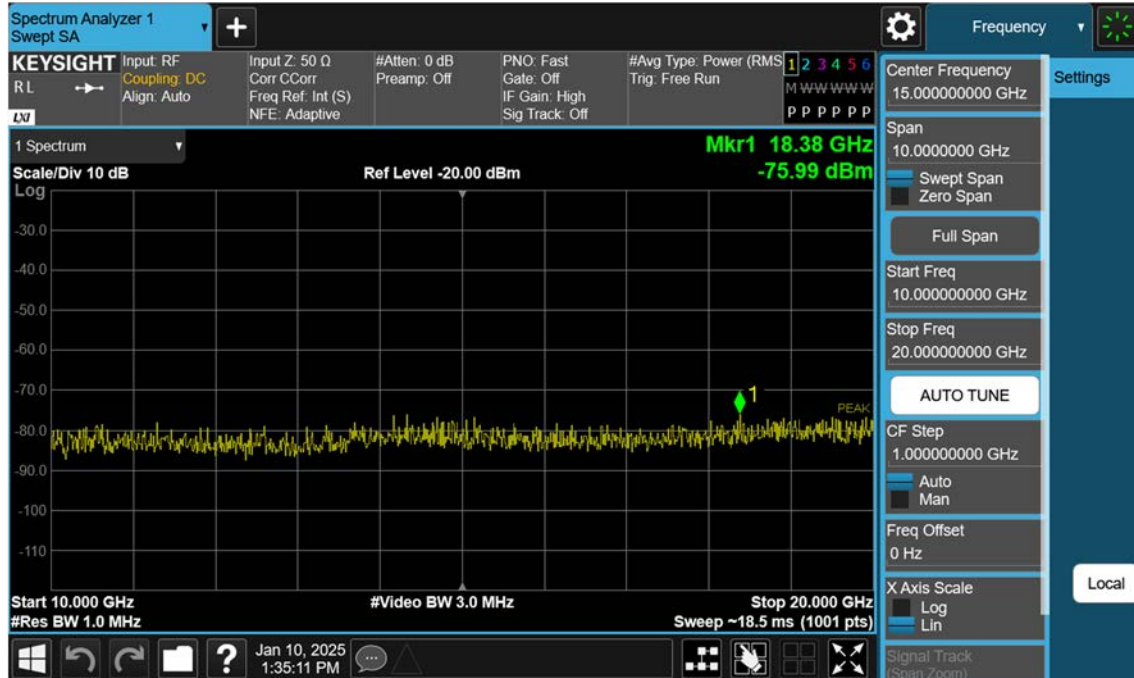 Spectrum Analyzer 1
Swept SA
Frequency
KEYSIGHT
R L
LXI
Input: RF
Coupling: DC
Align: Auto
Input Z: 50 Ω
Corr CCorr
Freq Ref: Int (S)
NFE: Adaptive
#Atten: 0 dB
Preamp: Off
PNO: Fast
Gate: Off
IF Gain: High
Sig Track: Off
#Avg Type: Power (RMS
Trig: Free Run
1 2 3 4 5 6
M W W W W W
P P P P P P
1 Spectrum
Mkr1 18.38 GHz
-75.99 dBm
Scale/Div 10 dB
Ref Level -20.00 dBm
Log
-30.0
-40.0
-50.0
-60.0
-70.0
-80.0
-90.0
-100
-110
1
PEAK
Start 10.000 GHz
#Video BW 3.0 MHz
Stop 20.000 GHz
#Res BW 1.0 MHz
Sweep ~18.5 ms (1001 pts)
?
Jan 10, 2025
1:35:11 PM
Center Frequency
15.000000000 GHz
Span
10.0000000 GHz
Swept Span
Zero Span
Full Span
Start Freq
10.000000000 GHz
Stop Freq
20.000000000 GHz
AUTO TUNE
CF Step
1.000000000 GHz
Auto
Man
Freq Offset
0 Hz
X Axis Scale
Log
Lin
Signal Track
(Span Zoom)
Settings
Local